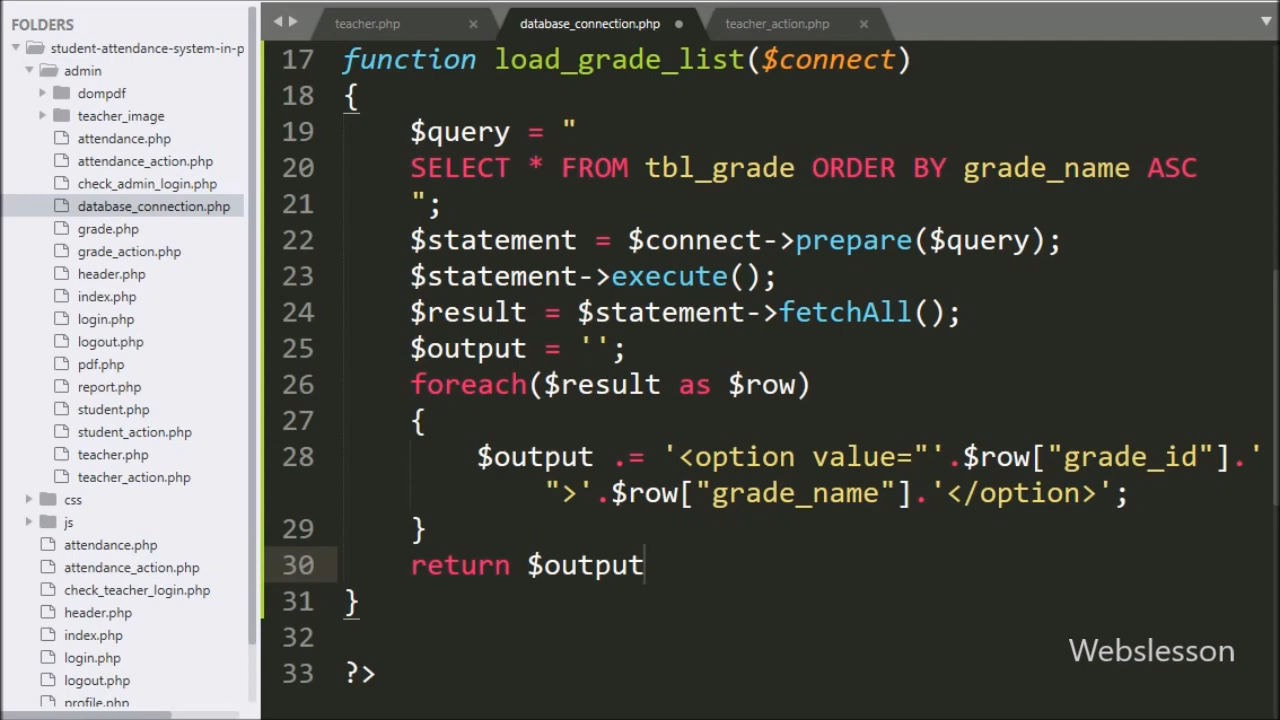 FOLDERS
student-attendance-system-in-p
admin
dompdf
teacher_image
attendance.php
attendance_action.php
check_admin_login.php
database_connection.php
grade.php
grade_action.php
header.php
index.php
login.php
logout.php
pdf.php
report.php
student.php
student_action.php
teacher.php
teacher_action.php
css
js
attendance.php
attendance_action.php
check_teacher_login.php
header.php
index.php
login.php
logout.php
profile.php
teacher.php × database_connection.php teacher_action.php ×
17 function load_grade_list($connect)
18 {
19 $query = "
20 SELECT * FROM tbl_grade ORDER BY grade_name ASC
21 ";
22 $statement = $connect->prepare($query);
23 $statement->execute();
24 $result = $statement->fetchAll();
25 $output = '';
26 foreach($result as $row)
27 {
28 $output .= '<option value="'.$row["grade_id"].'
">'.$row["grade_name"].'</option>';
29 }
30 return $output
31 }
32
33 ?>
Webslesson